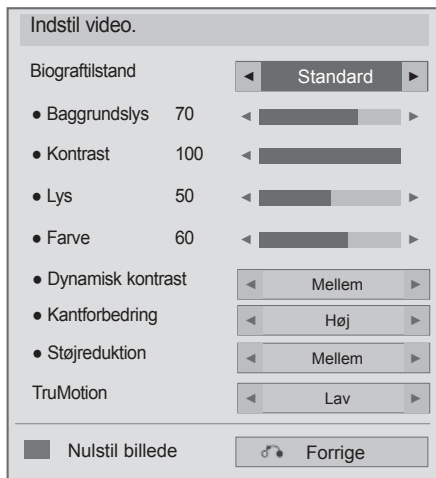 Indstil video.
Biograftilstand ◄ Standard ►
● Baggrundslys 70 ◄ ►
● Kontrast 100 ◄
● Lys 50 ◄ ►
● Farve 60 ◄ ►
● Dynamisk kontrast ◄ Mellem ►
● Kantforbedring ◄ Høj ►
● Støjreduktion ◄ Mellem ►
TruMotion ◄ Lav ►
Nulstil billede Forrige